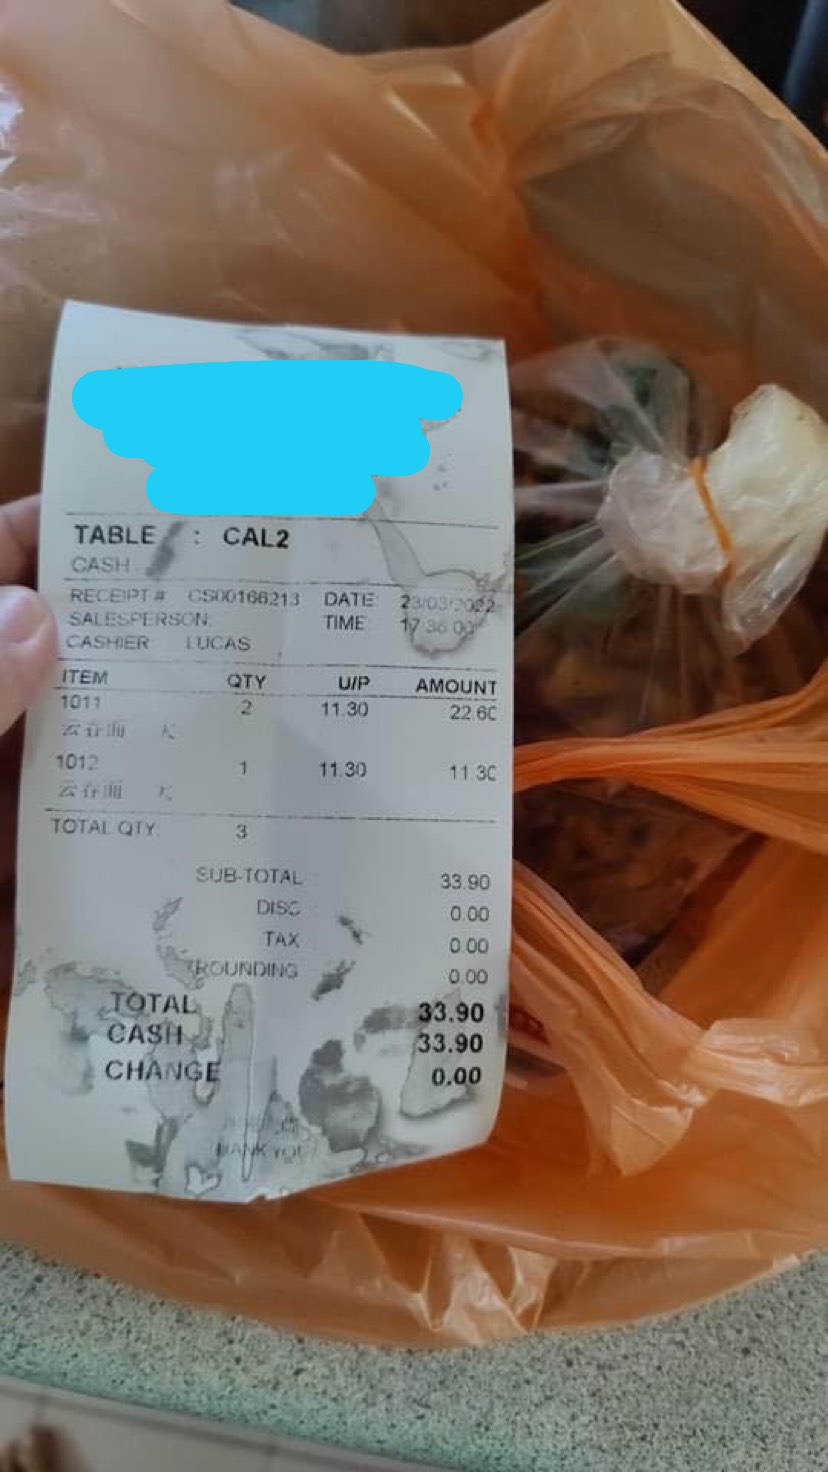 TABLE : CAL2
CASH
RECEIPT # CS00166213 DATE 23/03/2022
SALESPERSON: TIME 17:36:00
CASHIER LUCAS
ITEM QTY U/P AMOUNT
1011 2 11.30 22.60
云吞面 大
1012 1 11.30 11.30
云吞面 大
TOTAL QTY: 3
SUB-TOTAL : 33.90
DISC : 0.00
TAX : 0.00
ROUNDING 0.00
TOTAL 33.90
CASH 33.90
CHANGE 0.00
THANK YOU